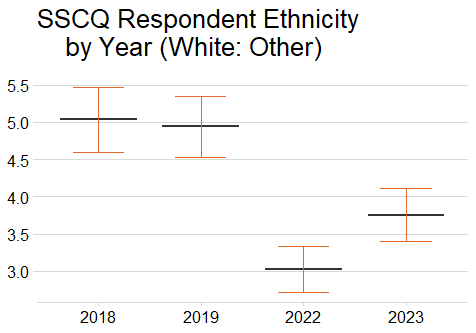 SSCQ Respondent Ethnicity
by Year (White: Other)
5.5
5.0
4.5
4.0
3.5
3.0
2018 2019 2022 2023